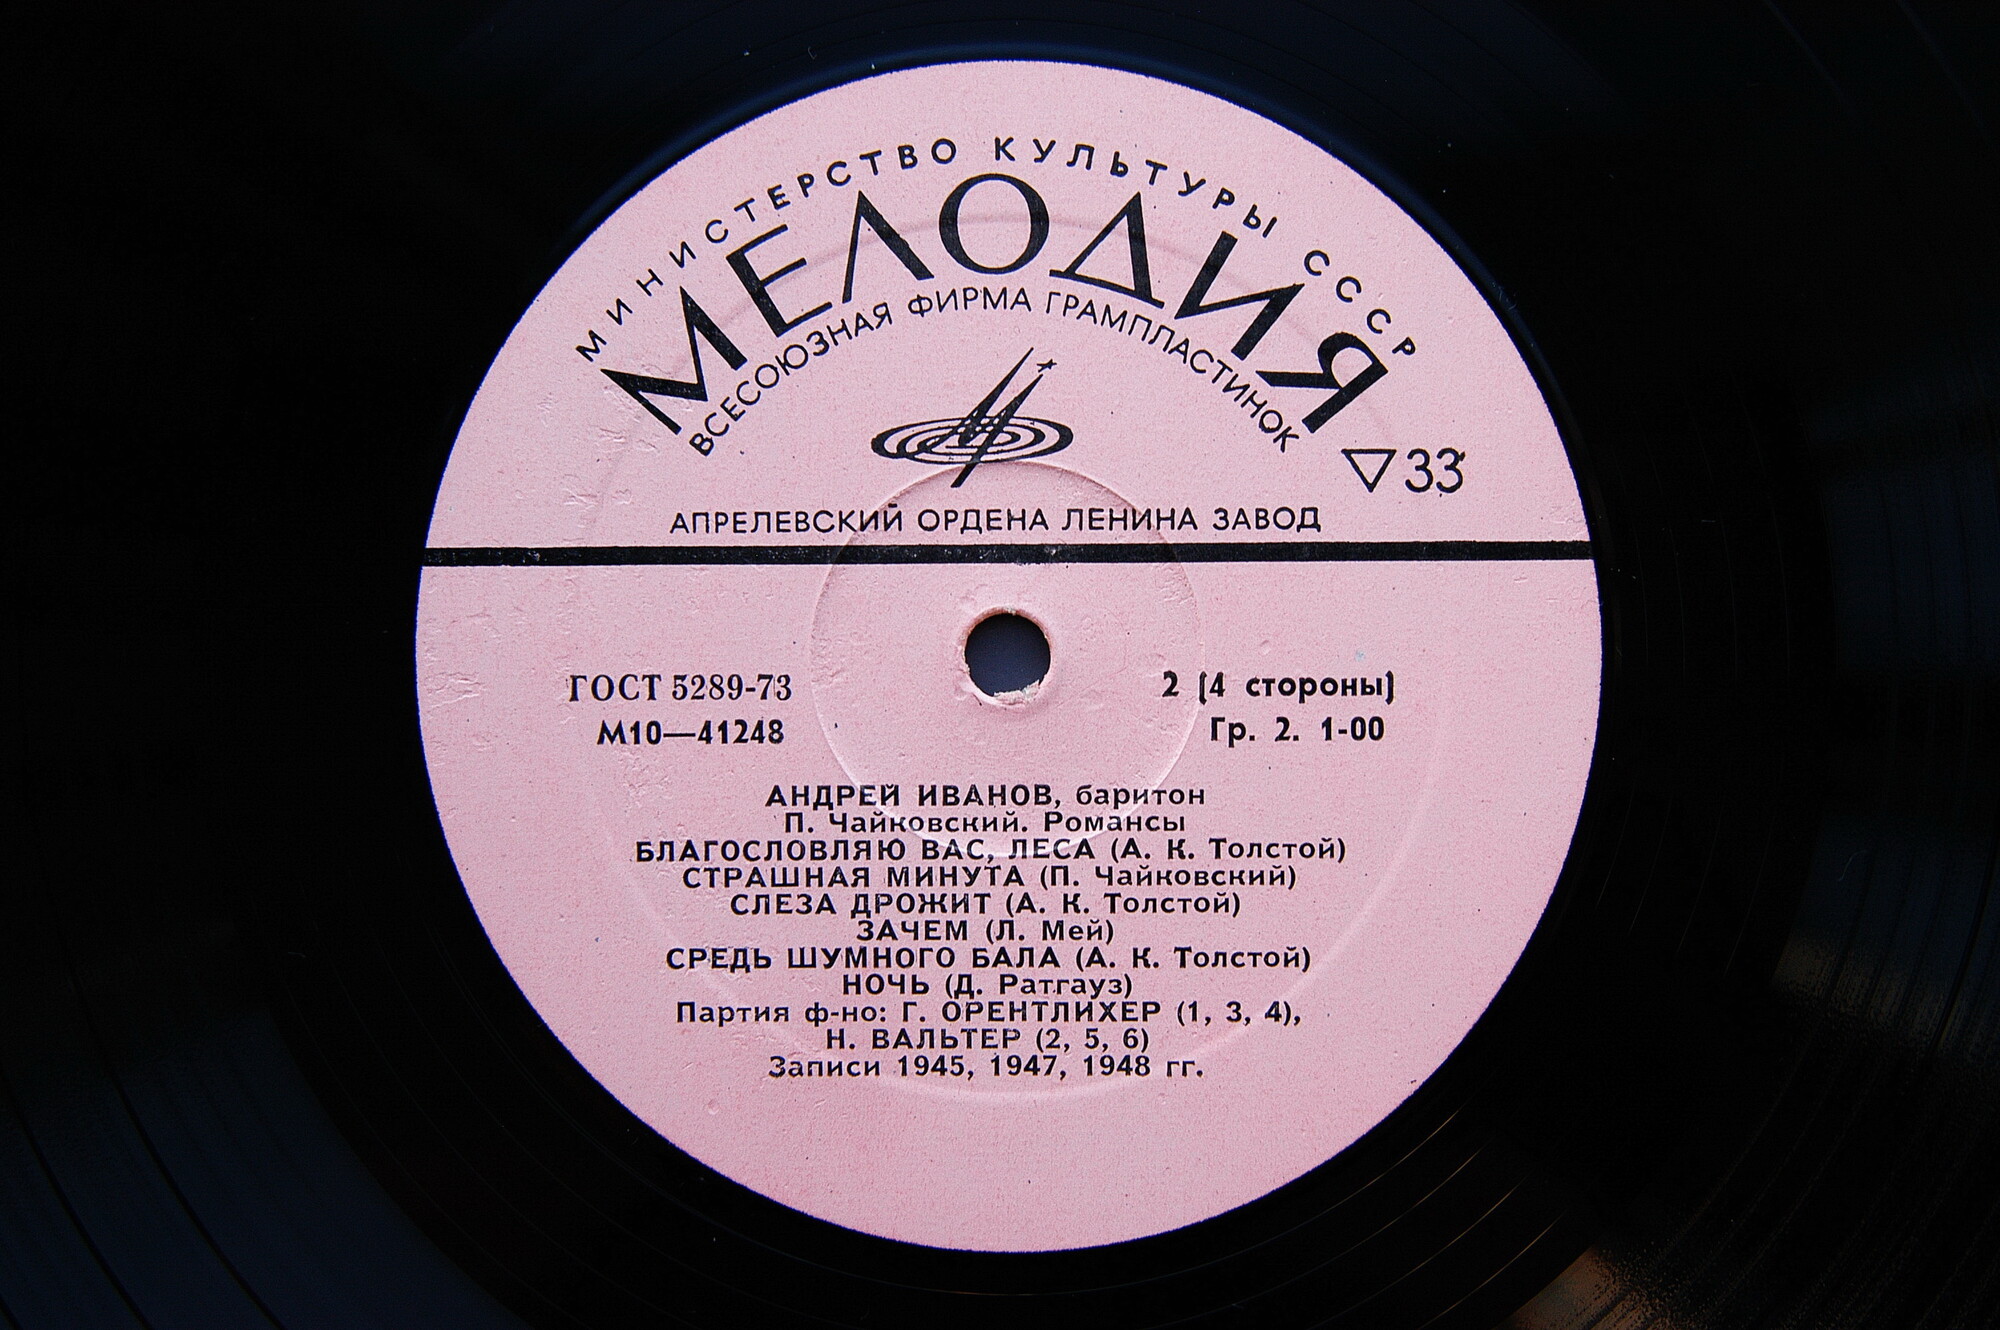 МИНИСТЕРСТВО КУЛЬТУРЫ СССР
МЕЛОДИЯ
ВСЕСОЮЗНАЯ ФИРМА ГРАМПЛАСТИНОК
▽33
АПРЕЛЕВСКИЙ ОРДЕНА ЛЕНИНА ЗАВОД
ГОСТ 5289-73
М10—41248
2 (4 стороны)
Гр. 2. 1-00
АНДРЕЙ ИВАНОВ, баритон
П. Чайковский. Романсы
БЛАГОСЛОВЛЯЮ ВАС, ЛЕСА (А. К. Толстой)
СТРАШНАЯ МИНУТА (П. Чайковский)
СЛЕЗА ДРОЖИТ (А. К. Толстой)
ЗАЧЕМ (Л. Мей)
СРЕДЬ ШУМНОГО БАЛА (А. К. Толстой)
НОЧЬ (Д. Ратгауз)
Партия ф-но: Г. ОРЕНТЛИХЕР (1, 3, 4),
Н. ВАЛЬТЕР (2, 5, 6)
Записи 1945, 1947, 1948 гг.